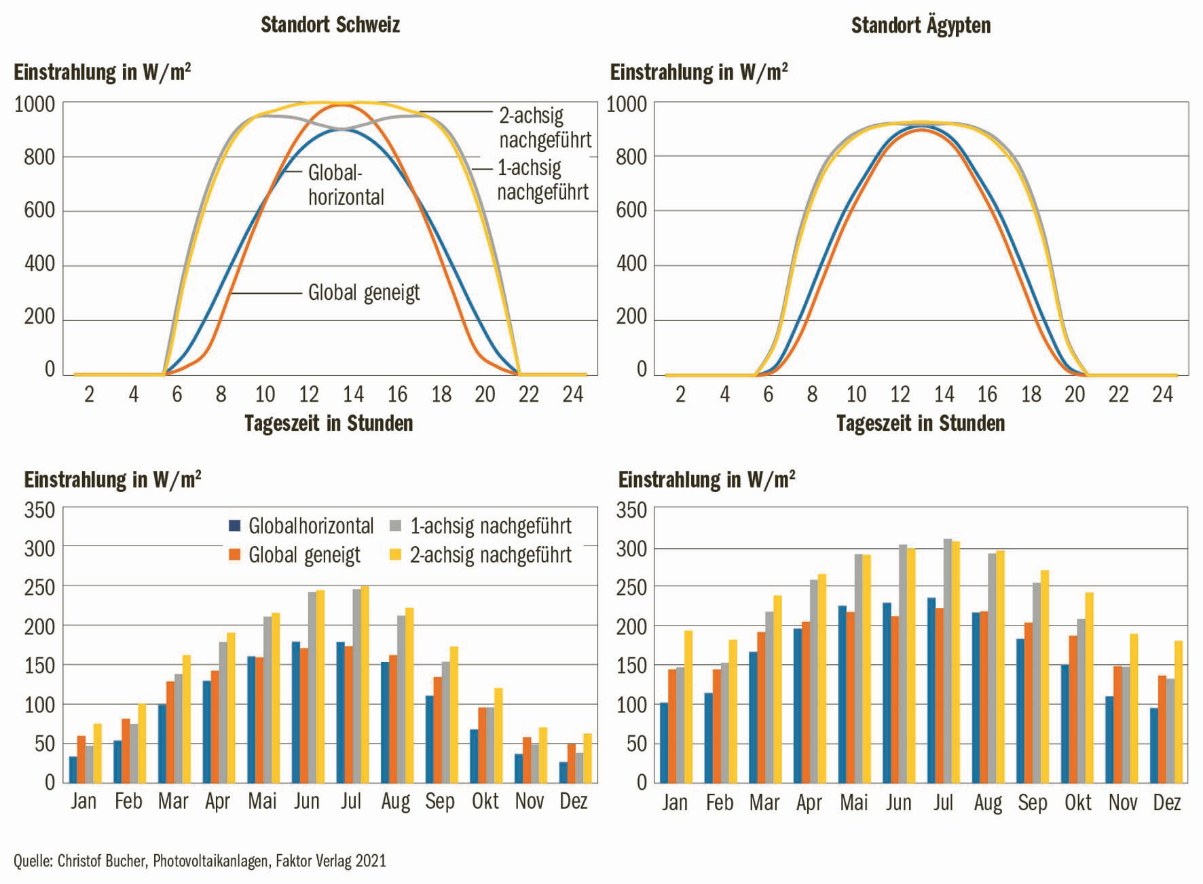 Standort Schweiz
Einstrahlung in W/m²
1000
800
600
400
200
0
2-achsig
nachgeführt
1-achsig
nachgeführt
Global-
horizontal
Global geneigt
2 4 6 8 10 12 14 16 18 20 22 24
Tageszeit in Stunden
Standort Ägypten
Einstrahlung in W/m²
1000
800
600
400
200
0
2 4 6 8 10 12 14 16 18 20 22 24
Tageszeit in Stunden
Einstrahlung in W/m²
350
300
250
200
150
100
50
0
Globalhorizontal 1-achsig nachgeführt
Global geneigt 2-achsig nachgeführt
Jan Feb Mar Apr Mai Jun Jul Aug Sep Okt Nov Dez
Einstrahlung in W/m²
350
300
250
200
150
100
50
0
Jan Feb Mar Apr Mai Jun Jul Aug Sep Okt Nov Dez
Quelle: Christof Bucher, Photovoltaikanlagen, Faktor Verlag 2021